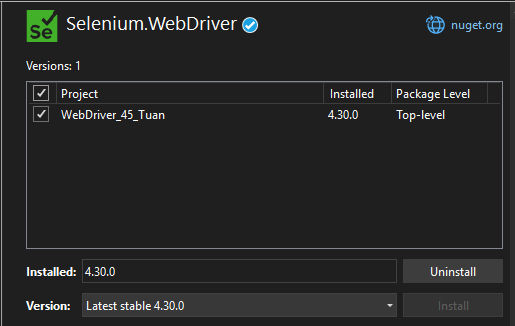 Se Selenium.WebDriver nuget.org
Versions: 1
Project Installed Package Level
WebDriver_45_Tuan 4.30.0 Top-level
Installed: 4.30.0 Uninstall
Version: Latest stable 4.30.0 Install